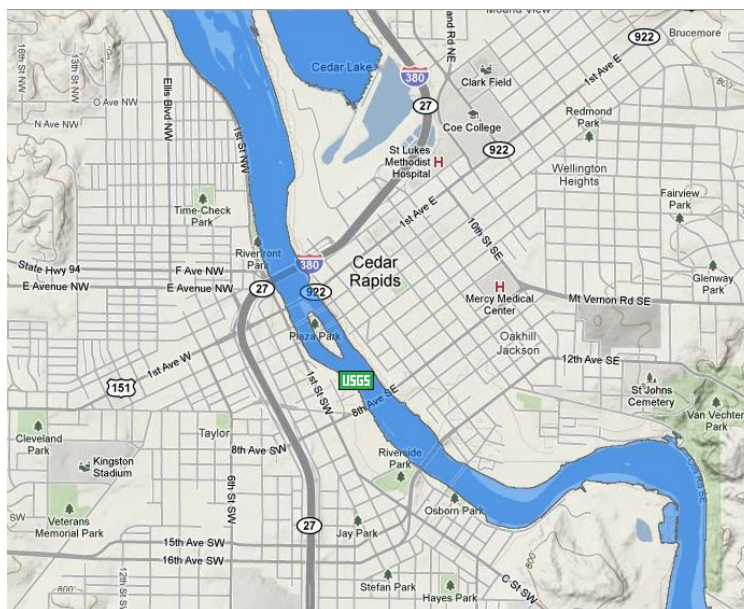 Mound View
922
Brucemore
16th St NW
13th St NW
Ellis Blvd NW
1st St NW
Cedar Lake
380
Clark Field
1st Ave E
800'
O Ave NW
27
N Ave NW
Coe College
Redmond
Park
St Lukes
Methodist
Hospital
H
922
Wellington
Heights
Time-Check
Park
1st Ave E
10th St SE
Fairview
Park
Riverfront
Park
State Hwy 94
F Ave NW
380
Cedar
Rapids
E Avenue NW
E Avenue NW
27
922
H
Mercy Medical
Center
Mt Vernon Rd SE
Glenway
Park
Plaza Park
Oakhill
Jackson
1st Ave W
12th Ave SE
151
1st St SW
USGS
8th Ave SE
St Johns
Cemetery
Van Vechten
Park
Cleveland
Park
Taylor
8th Ave S
Kingston
Stadium
6th St SW
Riverside
Park
Osborn Park
SW
Veterans
Memorial Park
27
Jay Park
15th Ave SW
16th Ave SW
800'
12th St SW
800'
C St SW
Stefan Park
Hayes Park